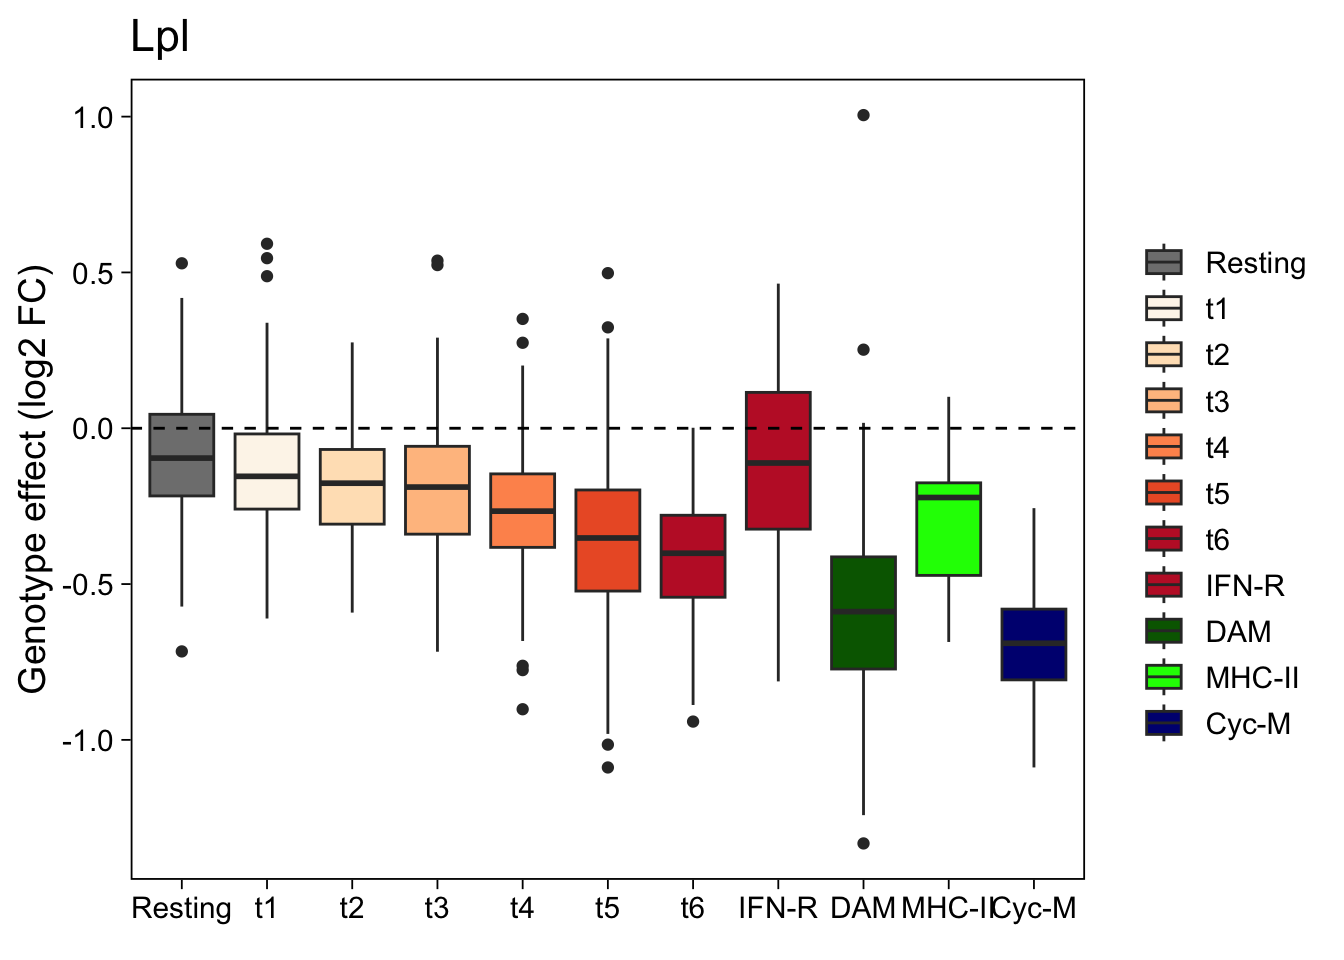 Lpl
Genotype effect (log2 FC)
1.0
0.5
0.0
-0.5
-1.0
Resting t1 t2 t3 t4 t5 t6 IFN-R DAM MHC-II Cyc-M
Resting
t1
t2
t3
t4
t5
t6
IFN-R
DAM
MHC-II
Cyc-M